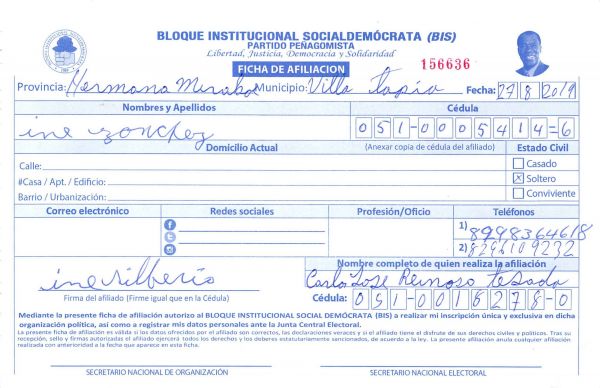 BLOQUE INSTITUCIONAL SOCIALDEMÓCRATA (BIS)
PARTIDO PEÑAGOMISTA
Libertad, Justicia, Democracia y Solidaridad
FICHA DE AFILIACION
156636
Provincia: Hermana Mirabal Municipio: Villa tapia Fecha: 27/8/2019
Nombres y Apellidos Cédula
ine 051-0005414-6
Domicilio Actual (Anexar copia de cédula del afiliado) Estado Civil
Calle: Casado
#Casa / Apt. / Edificio: X Soltero
Barrio / Urbanización: Conviviente
Correo electrónico Redes sociales Profesión/Oficio Teléfonos
1) 8498364618
2) 8292109232
Nombre completo de quien realiza la afiliación
Carlos Jose Reinoso tejada
Firma del afiliado (Firme igual que en la Cédula) Cédula: 051-0016278-0
Mediante la presente ficha de afiliación autorizo al BLOQUE INSTITUCIONAL SOCIAL DEMÓCRATA (BIS) a realizar mi inscripción única y exclusiva en dicha
organización política, así como a registrar mis datos personales ante la Junta Central Electoral.
La presente ficha de afiliación es válida si los datos ofrecidos por el afiliado son correctos, las declaraciones veraces y si el afiliado tiene el disfrute de sus derechos civiles y políticos. Tras su
recepción, sello y firmas autorizadas el afiliado ejercerá todos los derechos y los deberes estatutariamente sancionados, de acuerdo a la ley. La presente afiliación anula cualquier afiliación
realizada con anterioridad a la fecha que aparece en esta ficha.
SECRETARIO NACIONAL DE ORGANIZACIÓN SECRETARIO NACIONAL ELECTORAL